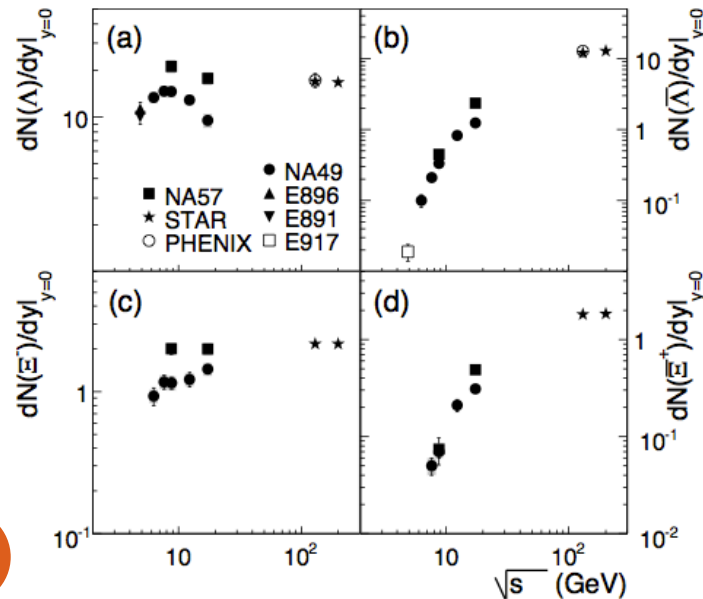 (a)
dN(Λ)/dy|y=0
10
■ NA57
★ STAR
○ PHENIX
● NA49
▲ E896
▼ E891
□ E917
(b)
dN(Λ̅)/dy|y=0
10
1
10⁻¹
(c)
dN(Ξ⁻)/dy|y=0
1
10⁻¹
10
10²
(d)
dN(Ξ̅⁺)/dy|y=0
1
10⁻¹
10⁻²
10
10²
√s (GeV)